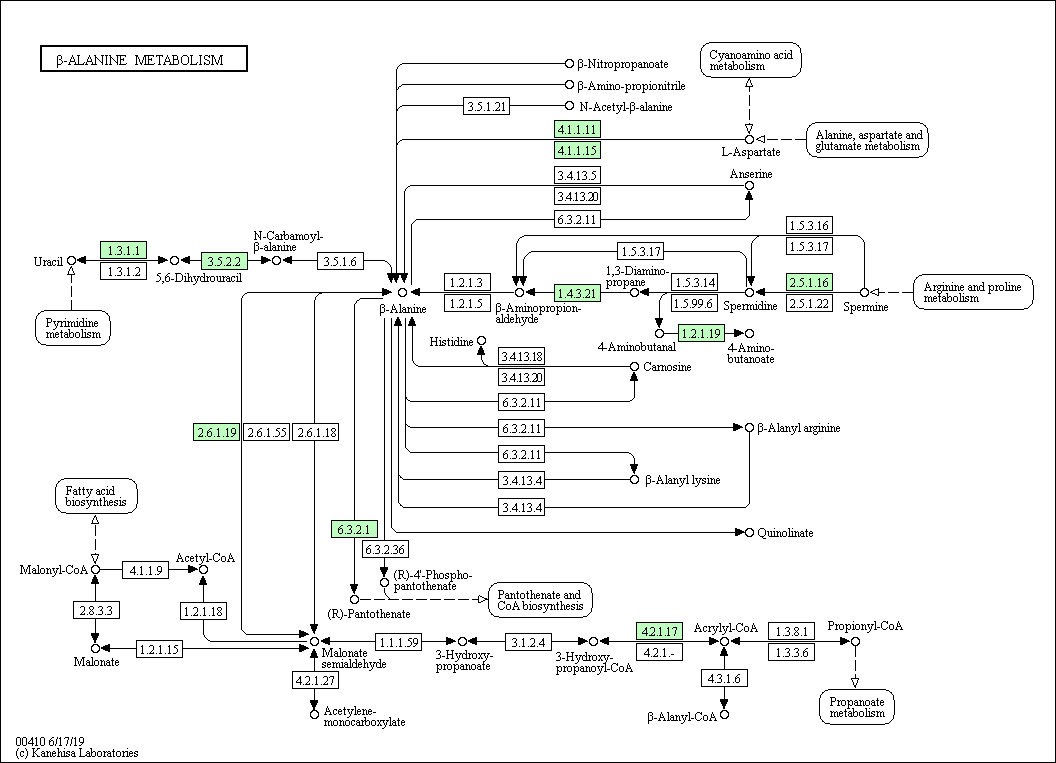 β-ALANINE METABOLISM
β-Nitropropanoate
β-Amino-propionitrile
3.5.1.21
N-Acetyl-β-alanine
Cyanoamino acid
metabolism
4.1.1.11
4.1.1.15
L-Aspartate
Alanine, aspartate and
glutamate metabolism
3.4.13.5
3.4.13.20
6.3.2.11
Anserine
1.5.3.16
1.5.3.17
1.5.3.17
Uracil
1.3.1.1
1.3.1.2
5,6-Dihydrouracil
3.5.2.2
N-Carbamoyl-
β-alanine
3.5.1.6
β-Alanine
1.2.1.3
1.2.1.5
β-Aminopropion-
aldehyde
1.4.3.21
1,3-Diamino-
propane
1.5.3.14
1.5.99.6
Spermidine
2.5.1.16
2.5.1.22
Spermine
Arginine and proline
metabolism
Pyrimidine
metabolism
4-Aminobutanal
1.2.1.19
4-Amino-
butanoate
Histidine
3.4.13.18
3.4.13.20
Carnosine
6.3.2.11
2.6.1.19
2.6.1.55
2.6.1.18
6.3.2.11
β-Alanyl arginine
6.3.2.11
3.4.13.4
β-Alanyl lysine
3.4.13.4
Fatty acid
biosynthesis
6.3.2.1
6.3.2.36
Quinolinate
Malonyl-CoA
4.1.1.9
Acetyl-CoA
(R)-4'-Phospho-
pantothenate
(R)-Pantothenate
Pantothenate and
CoA biosynthesis
2.8.3.3
1.2.1.18
Malonate
1.2.1.15
Malonate
semialdehyde
1.1.1.59
3-Hydroxy-
propanoate
3.1.2.4
3-Hydroxy-
propanoyl-CoA
4.2.1.17
4.2.1.-
Acrylyl-CoA
1.3.8.1
1.3.3.6
Propionyl-CoA
4.2.1.27
Acetylene-
monocarboxylate
4.3.1.6
β-Alanyl-CoA
Propanoate
metabolism
00410 6/17/19
(c) Kanehisa Laboratories